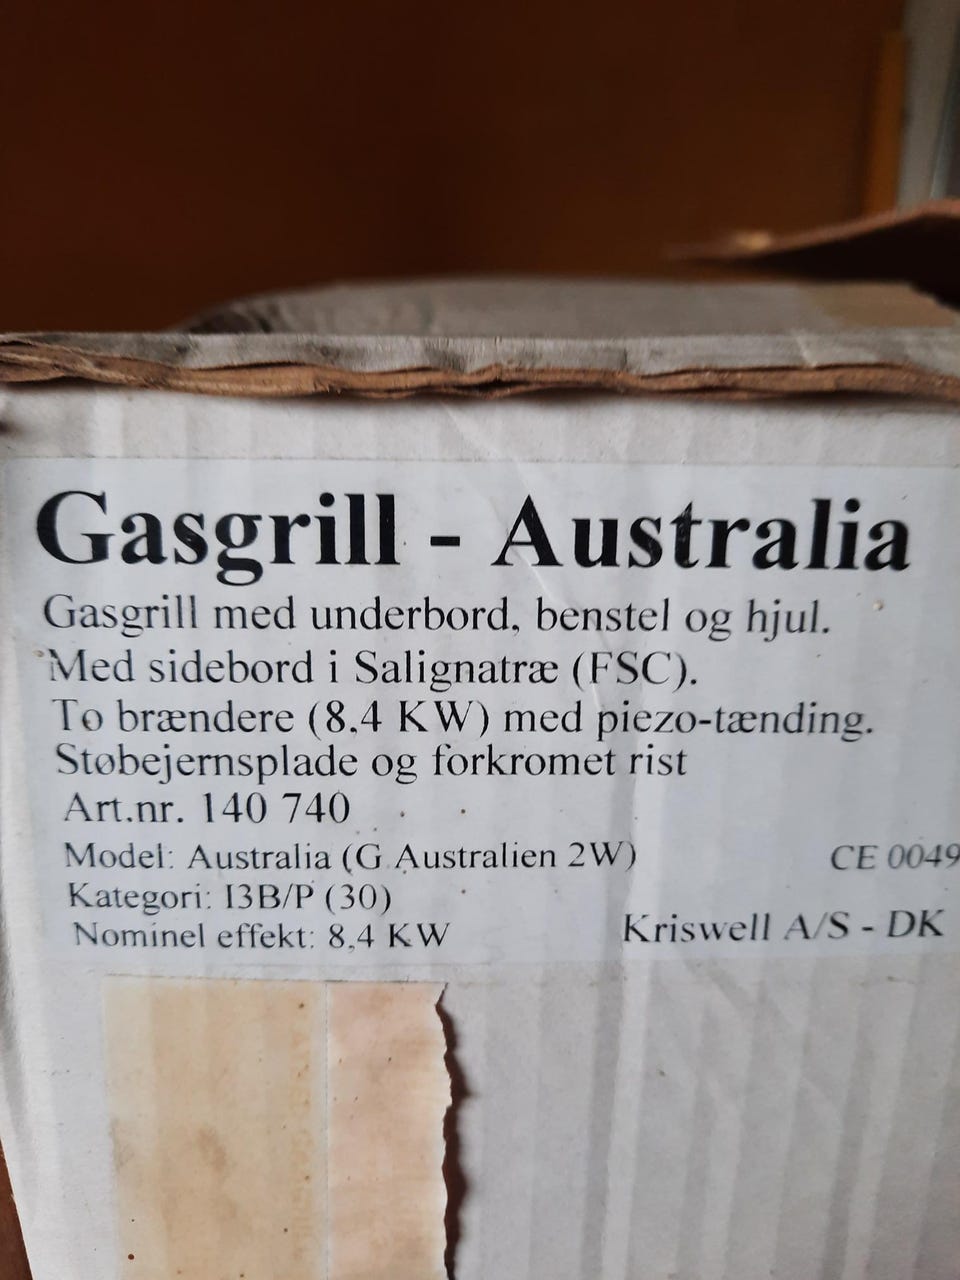 Gasgrill - Australia
Gasgrill med underbord, benstel og hjul.
Med sidebord i Salignatræ (FSC).
To brændere (8,4 KW) med piezo-tænding.
Støbejernsplade og forkromet rist
Art.nr. 140 740
Model: Australia (G.Australien 2W)
CE 0049
Kategori: I3B/P (30)
Nominel effekt: 8,4 KW
Kriswell A/S - DK